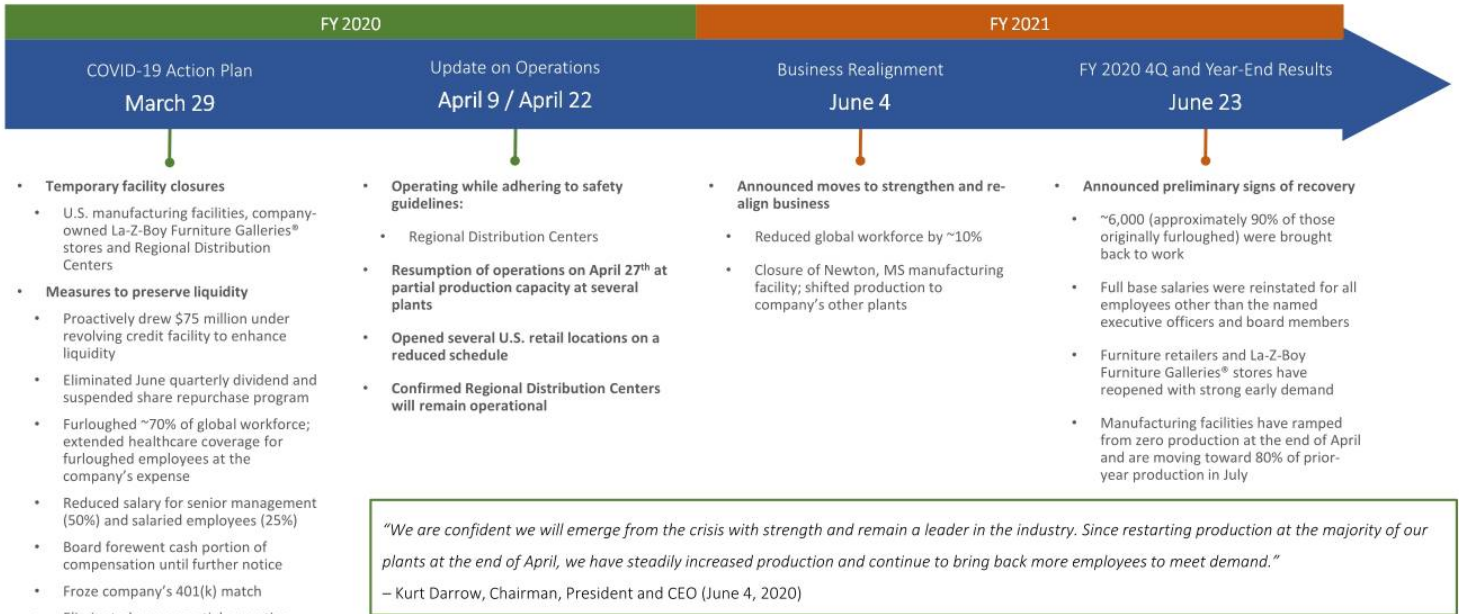 FY 2020
FY 2021
COVID-19 Action Plan
March 29
Update on Operations
April 9 / April 22
Business Realignment
June 4
FY 2020 4Q and Year-End Results
June 23
• Temporary facility closures
• U.S. manufacturing facilities, company-
owned La-Z-Boy Furniture Galleries®
stores and Regional Distribution
Centers
• Measures to preserve liquidity
• Proactively drew $75 million under
revolving credit facility to enhance
liquidity
• Eliminated June quarterly dividend and
suspended share repurchase program
• Furloughed ~70% of global workforce;
extended healthcare coverage for
furloughed employees at the
company's expense
• Reduced salary for senior management
(50%) and salaried employees (25%)
• Board forewent cash portion of
compensation until further notice
• Froze company's 401(k) match
• Operating while adhering to safety
guidelines:
• Regional Distribution Centers
• Resumption of operations on April 27th at
partial production capacity at several
plants
• Opened several U.S. retail locations on a
reduced schedule
• Confirmed Regional Distribution Centers
will remain operational
• Announced moves to strengthen and re-
align business
• Reduced global workforce by ~10%
• Closure of Newton, MS manufacturing
facility; shifted production to
company's other plants
• Announced preliminary signs of recovery
• ~6,000 (approximately 90% of those
originally furloughed) were brought
back to work
• Full base salaries were reinstated for all
employees other than the named
executive officers and board members
• Furniture retailers and La-Z-Boy
Furniture Galleries® stores have
reopened with strong early demand
• Manufacturing facilities have ramped
from zero production at the end of April
and are moving toward 80% of prior-
year production in July
"We are confident we will emerge from the crisis with strength and remain a leader in the industry. Since restarting production at the majority of our
plants at the end of April, we have steadily increased production and continue to bring back more employees to meet demand."
– Kurt Darrow, Chairman, President and CEO (June 4, 2020)